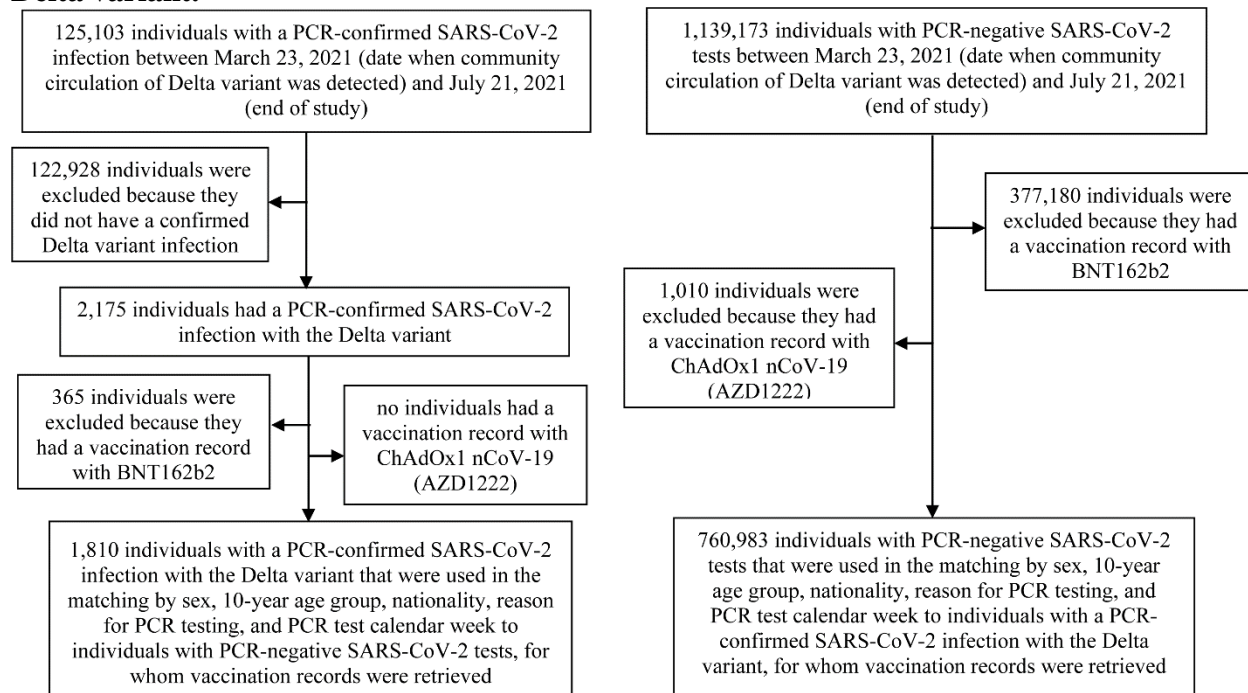 Delta variant
125,103 individuals with a PCR-confirmed SARS-CoV-2
infection between March 23, 2021 (date when community
circulation of Delta variant was detected) and July 21, 2021
(end of study)
122,928 individuals were
excluded because they
did not have a confirmed
Delta variant infection
2,175 individuals had a PCR-confirmed SARS-CoV-2
infection with the Delta variant
365 individuals were
excluded because they
had a vaccination record
with BNT162b2
no individuals had a
vaccination record with
ChAdOx1 nCoV-19
(AZD1222)
1,810 individuals with a PCR-confirmed SARS-CoV-2
infection with the Delta variant that were used in the
matching by sex, 10-year age group, nationality, reason
for PCR testing, and PCR test calendar week to
individuals with PCR-negative SARS-CoV-2 tests, for
whom vaccination records were retrieved
1,139,173 individuals with PCR-negative SARS-CoV-2
tests between March 23, 2021 (date when community
circulation of Delta variant was detected) and July 21, 2021
(end of study)
377,180 individuals were
excluded because they had
a vaccination record with
BNT162b2
1,010 individuals were
excluded because they had
a vaccination record with
ChAdOx1 nCoV-19
(AZD1222)
760,983 individuals with PCR-negative SARS-CoV-2
tests that were used in the matching by sex, 10-year
age group, nationality, reason for PCR testing, and
PCR test calendar week to individuals with a PCR-
confirmed SARS-CoV-2 infection with the Delta
variant, for whom vaccination records were retrieved